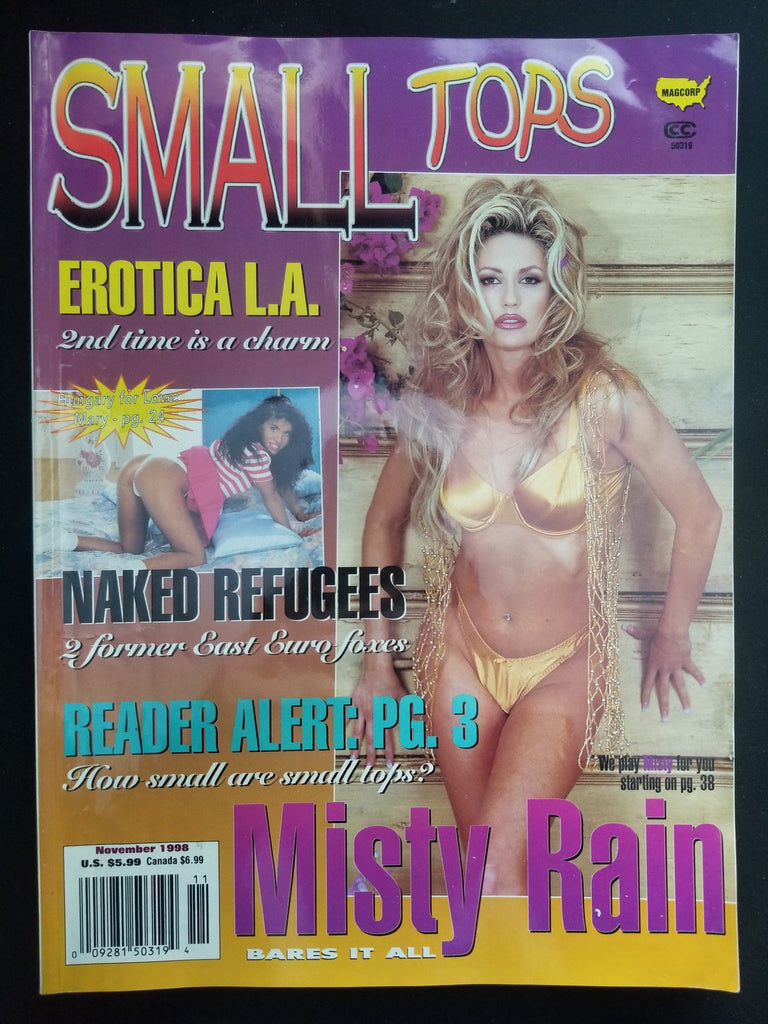 SMALL TOPS
MAGCORP
CC
50319
EROTICA L.A.
2nd time is a charm
Hungary for Love:
Mary - pg. 24
NAKED REFUGEES
2 former East Euro foxes
READER ALERT: PG. 3
How small are small tops?
We play Misty for you
starting on pg. 38
Misty Rain
BARES IT ALL
November 1998
U.S. $5.99 Canada $6.99
11
0 09281 50319 4